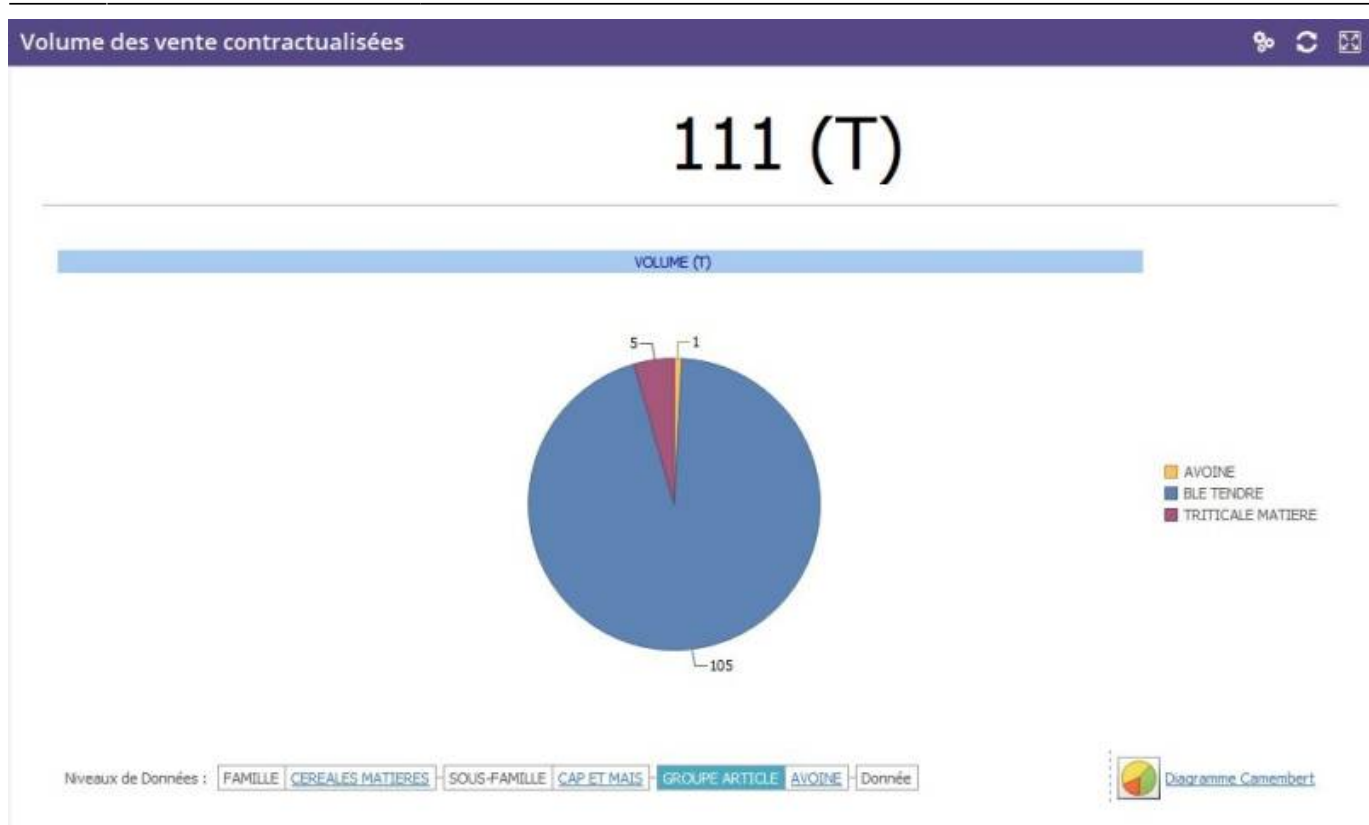 Volume des vente contractualisées
111 (T)
VOLUME (T)
5
1
AVOINE
BLE TENDRE
TRITICALE MATIERE
105
Niveaux de Données : FAMILLE CEREALES MATIERES SOUS-FAMILLE CAP ET MAIS GROUPE ARTICLE AVOINE Donnée
Diagramme Camembert